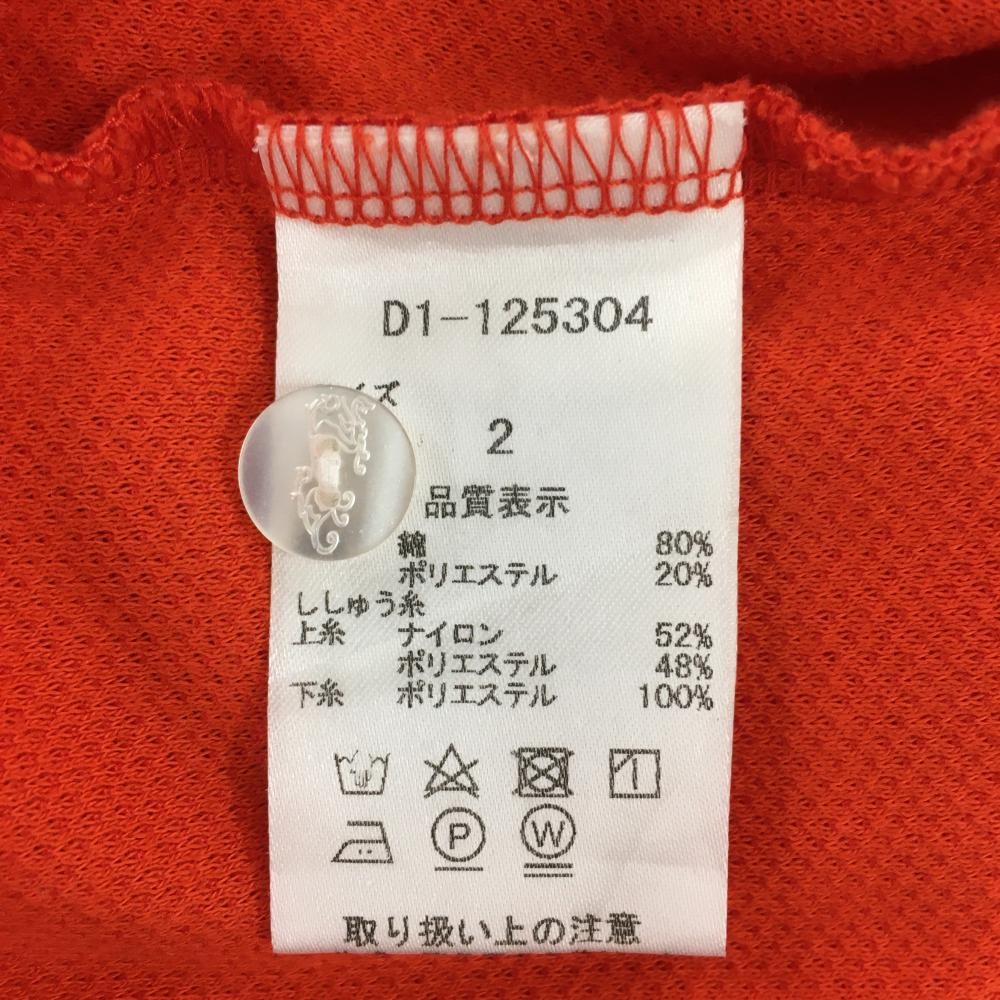 D1-125304
イズ
2
品質表示
綿 80%
ポリエステル 20%
ししゅう糸
上糸 ナイロン 52%
ポリエステル 48%
下糸 ポリエステル 100%
P W
取り扱い上の注意